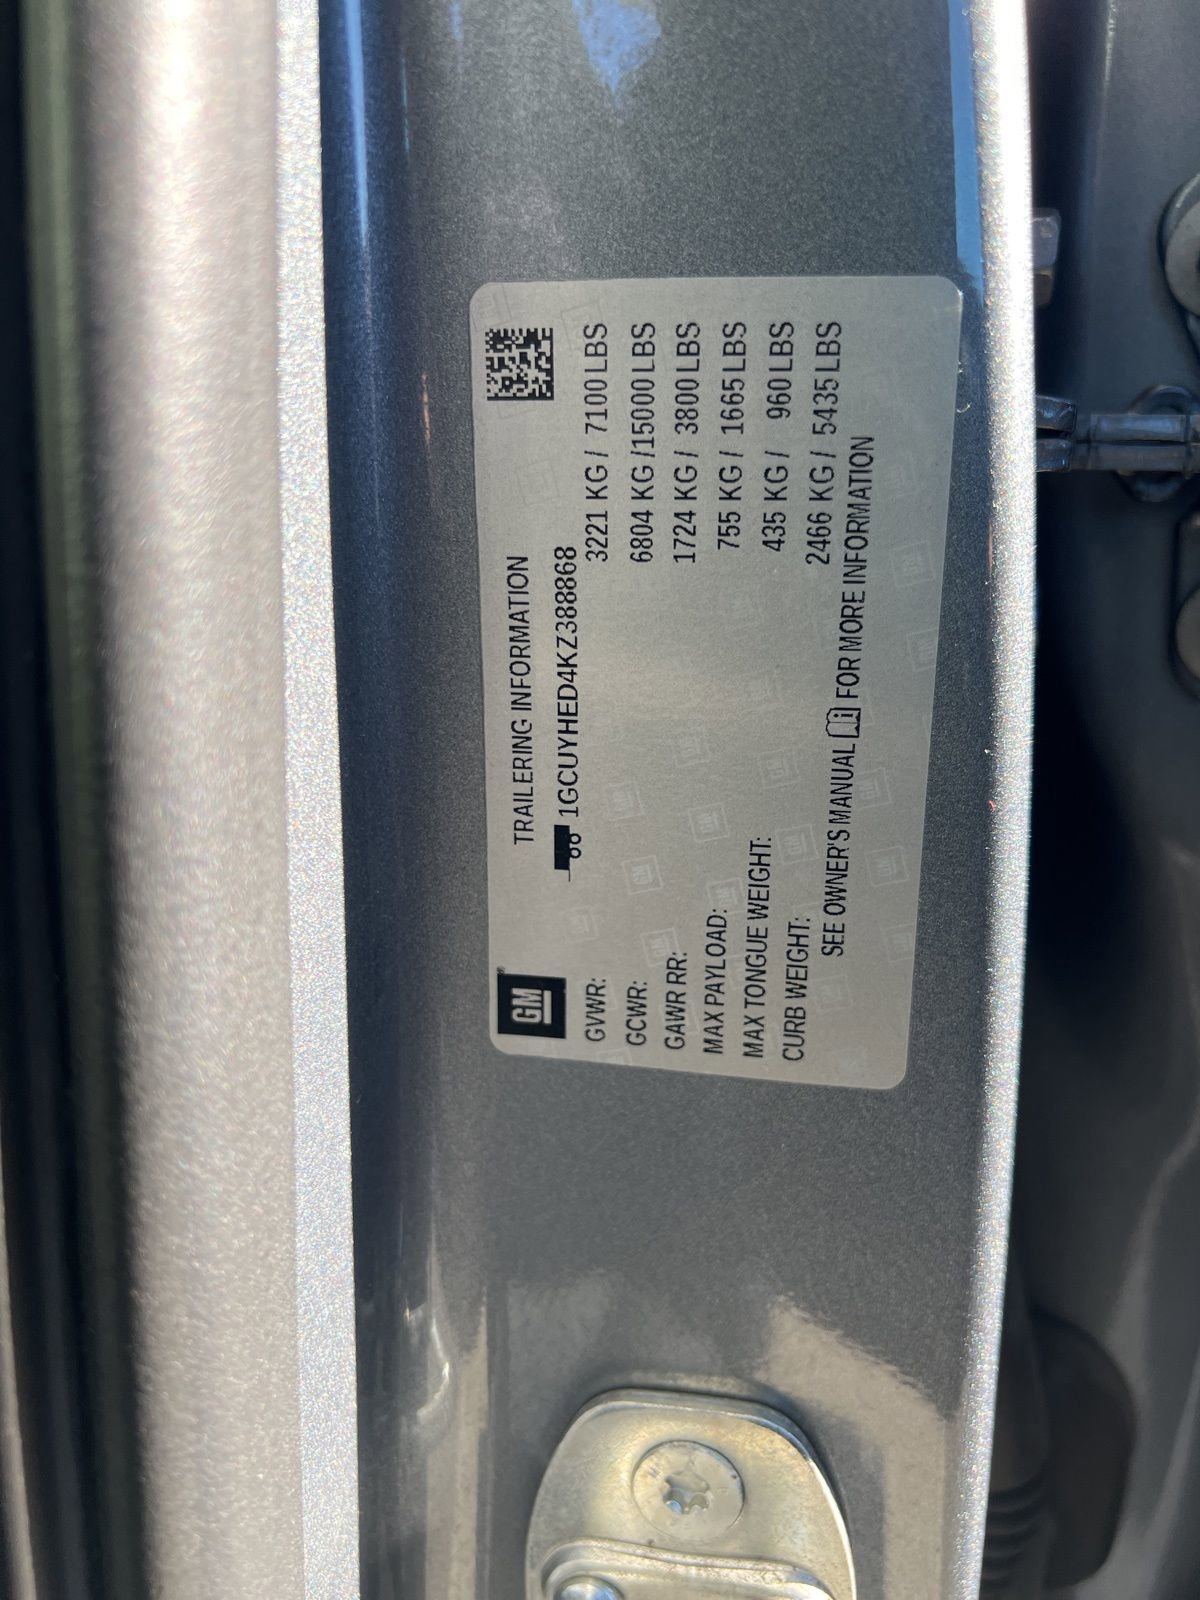 GM
TRAILERING INFORMATION
1GCUYHED4KZ388868
GVWR: 3221 KG / 7100 LBS
GCWR: 6804 KG /15000 LBS
GAWR RR: 1724 KG / 3800 LBS
MAX PAYLOAD: 755 KG / 1665 LBS
MAX TONGUE WEIGHT: 435 KG / 960 LBS
CURB WEIGHT: 2466 KG / 5435 LBS
SEE OWNER'S MANUAL FOR MORE INFORMATION